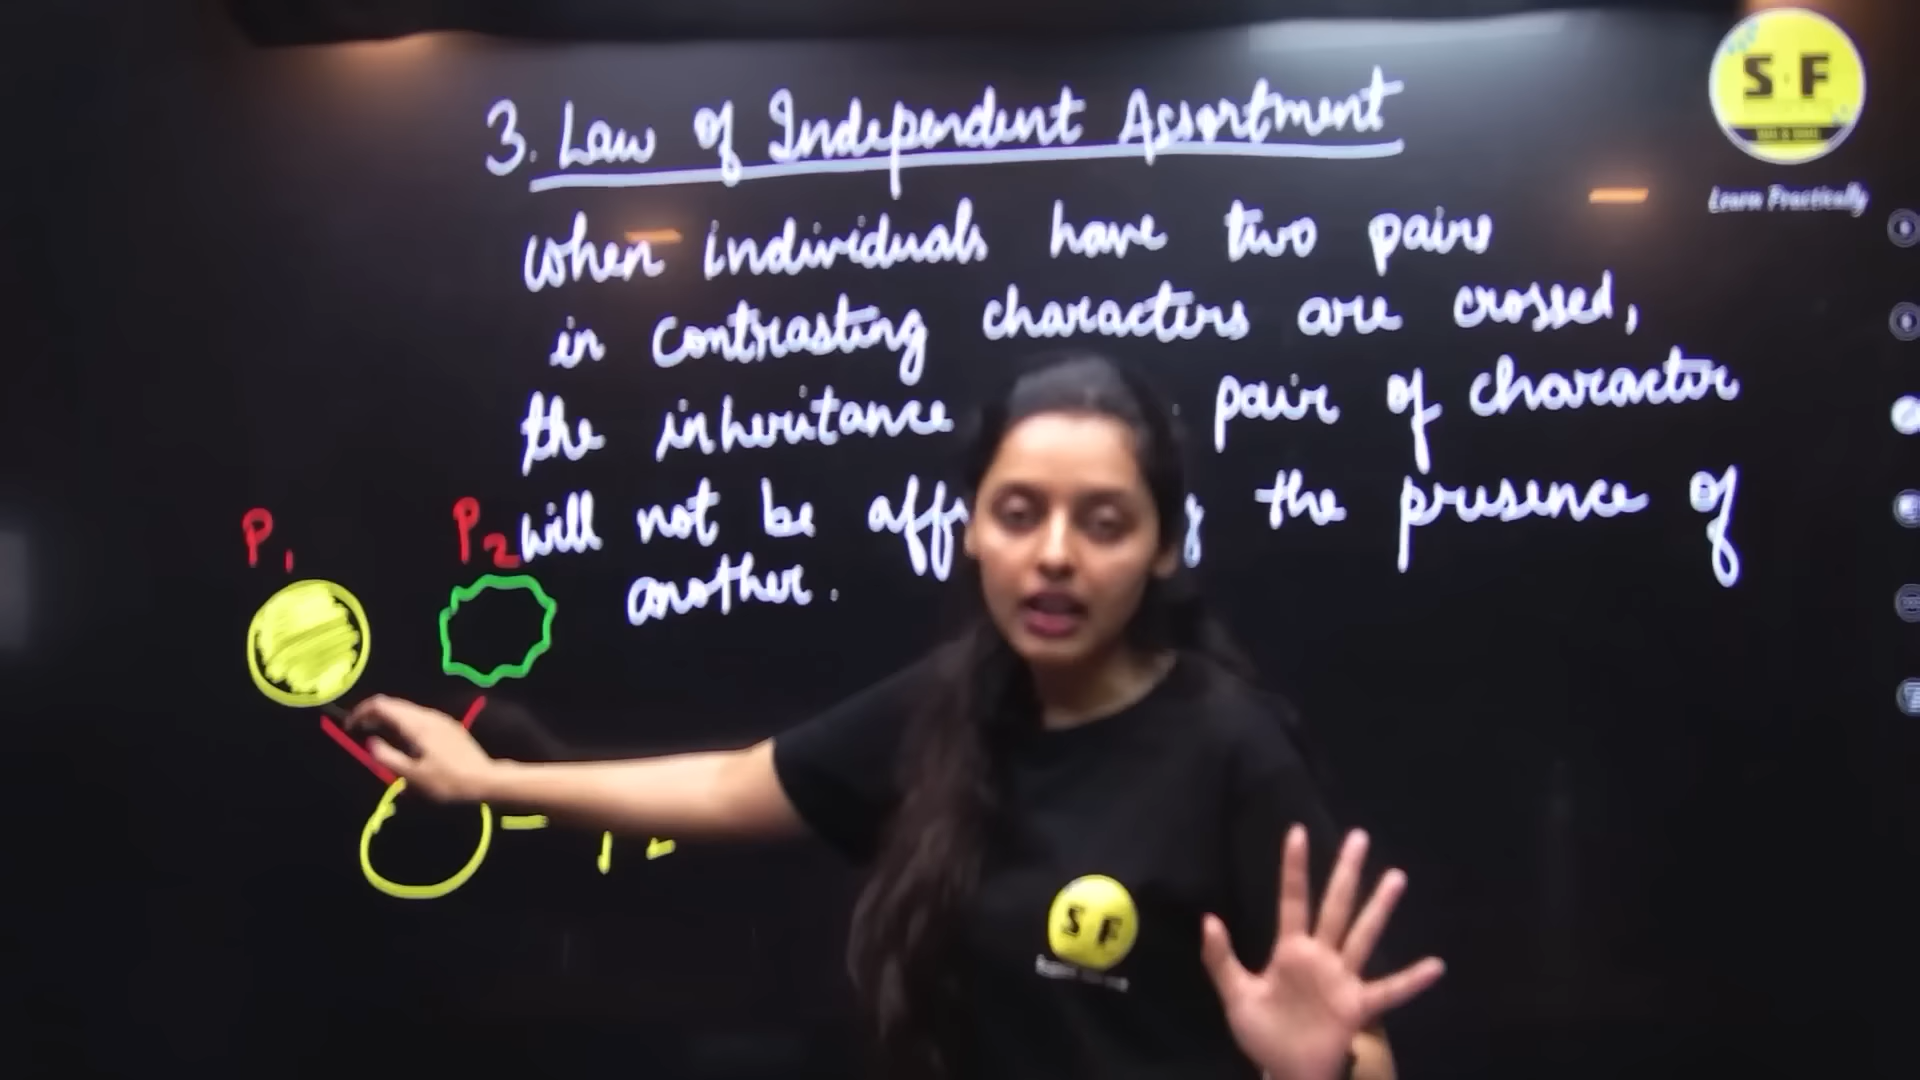 3. Law of Independent Assortment
When individuals have two pairs
in contrasting characters are crossed,
the inheritance pair of character
will not be the presence of
another.
P1
P2
S F
Learn Practically
S F